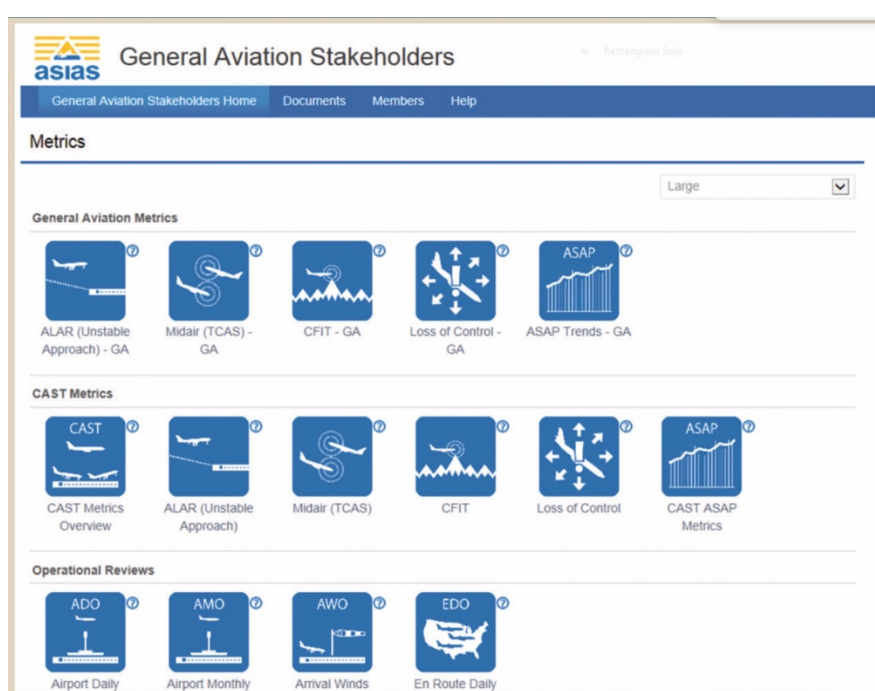 asias
General Aviation Stakeholders
Rectangular Snip
General Aviation Stakeholders Home Documents Members Help
Metrics
Large
General Aviation Metrics
ASAP
ALAR (Unstable Approach) - GA
Midair (TCAS) - GA
CFIT - GA
Loss of Control - GA
ASAP Trends - GA
CAST Metrics
CAST
ASAP
CAST Metrics Overview
ALAR (Unstable Approach)
Midair (TCAS)
CFIT
Loss of Control
CAST ASAP Metrics
Operational Reviews
ADO
AMO
AWO
EDO
Airport Daily
Airport Monthly
Arrival Winds
En Route Daily